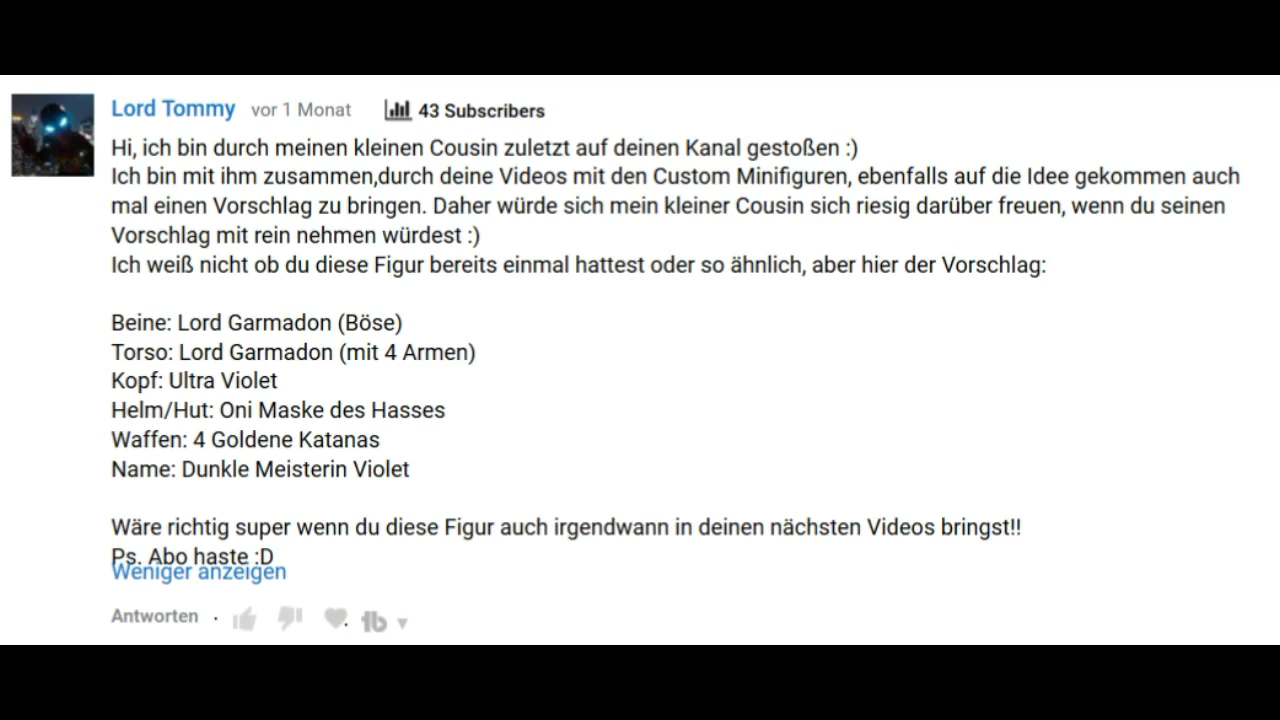 Lord Tommy vor 1 Monat 43 Subscribers
Hi, ich bin durch meinen kleinen Cousin zuletzt auf deinen Kanal gestoßen :)
Ich bin mit ihm zusammen,durch deine Videos mit den Custom Minifiguren, ebenfalls auf die Idee gekommen auch
mal einen Vorschlag zu bringen. Daher würde sich mein kleiner Cousin sich riesig darüber freuen, wenn du seinen
Vorschlag mit rein nehmen würdest :)
Ich weiß nicht ob du diese Figur bereits einmal hattest oder so ähnlich, aber hier der Vorschlag:
Beine: Lord Garmadon (Böse)
Torso: Lord Garmadon (mit 4 Armen)
Kopf: Ultra Violet
Helm/Hut: Oni Maske des Hasses
Waffen: 4 Goldene Katanas
Name: Dunkle Meisterin Violet
Wäre richtig super wenn du diese Figur auch irgendwann in deinen nächsten Videos bringst!!
Ps. Abo haste :D
Weniger anzeigen
Antworten · tb ▾